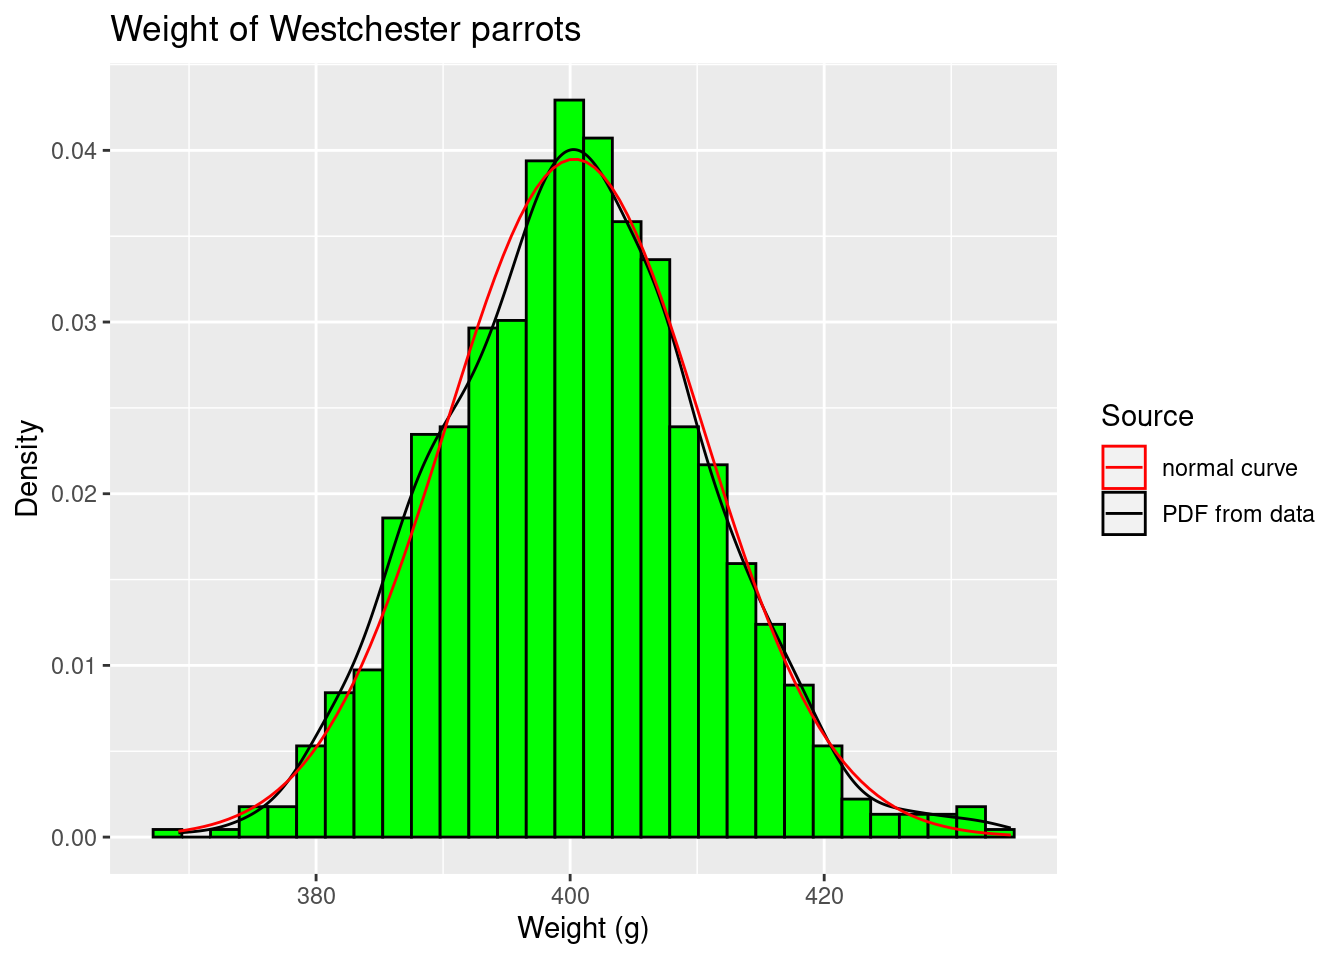 Weight of Westchester parrots
0.04
0.03
0.02
0.01
0.00
Density
380 400 420
Weight (g)
Source
normal curve
PDF from data